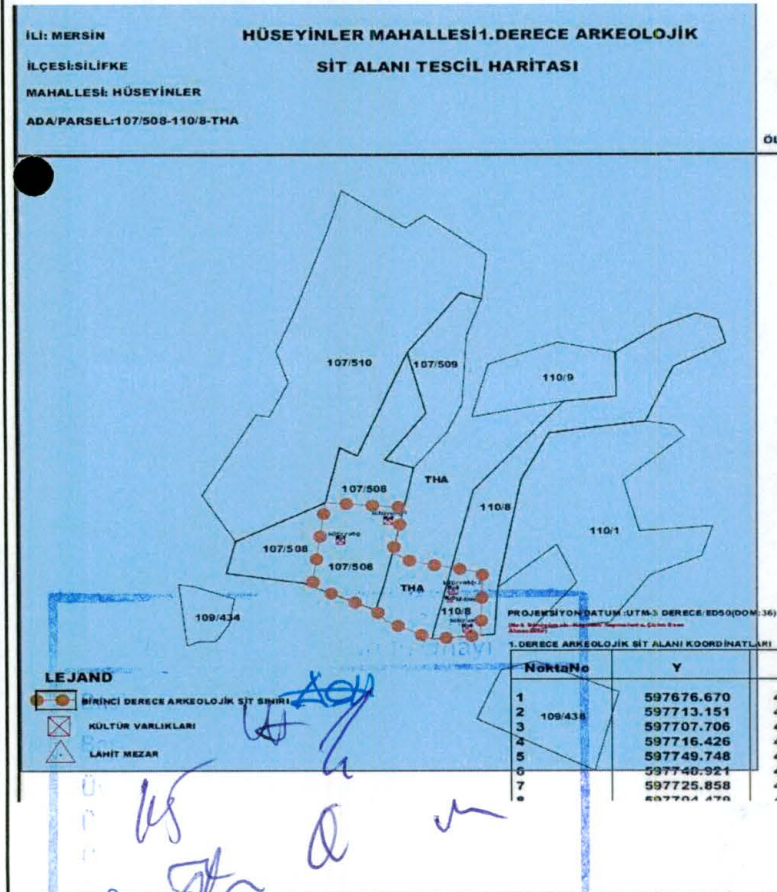 İLİ: MERSİN
HÜSEYİNLER MAHALLESİ1.DERECE ARKEOLOJİK
SİT ALANI TESCİL HARİTASI
İLÇESİ:SİLİFKE
MAHALLESİ: HÜSEYİNLER
ADA/PARSEL:107/508-110/8-THA
107/510
107/509
110/9
107/508
THA
110/8
110/1
107/508
107/508
THA
110/8
109/434
PROJEKSİYON DATUM :UTM-3 DERECE/ED50(DOM:36)
1.DERECE ARKEOLOJİK SİT ALANI KOORDİNATLARI
NoktaNo Y
1 597676.670
2 597713.151
3 597707.706
4 597716.426
5 597749.748
6 597740.921
7 597725.858
8 597704.479
109/438
LEJAND
BİRİNCİ DERECE ARKEOLOJİK SİT SINIRI
KÜLTÜR VARLIKLARI
LAHİT MEZAR